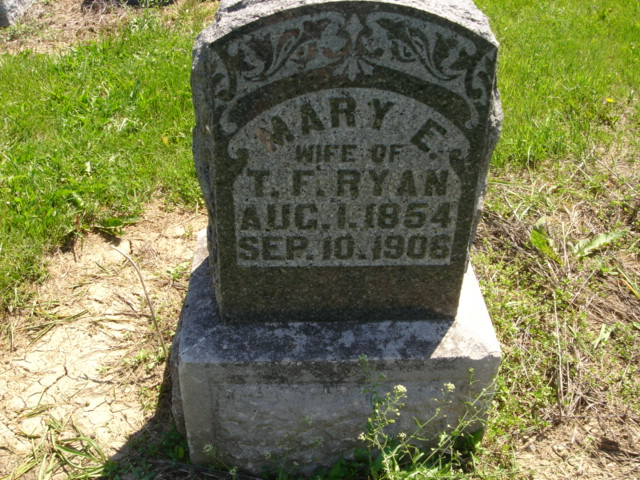 MARY E.
WIFE OF
T. F. RYAN
AUG. 1. 1854
SEP. 10. 1906